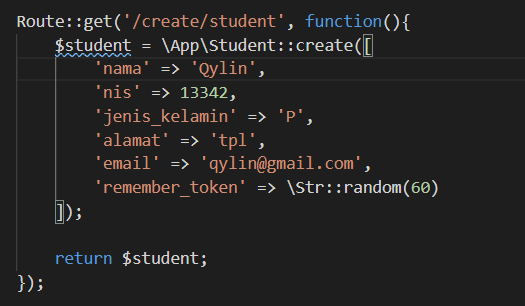 Route::get('/create/student', function(){
    $student = \App\Student::create([
        'nama' => 'Qylin',
        'nis' => 13342,
        'jenis_kelamin' => 'P',
        'alamat' => 'tpl',
        'email' => 'qylin@gmail.com',
        'remember_token' => \Str::random(60)
    ]);
    return $student;
});